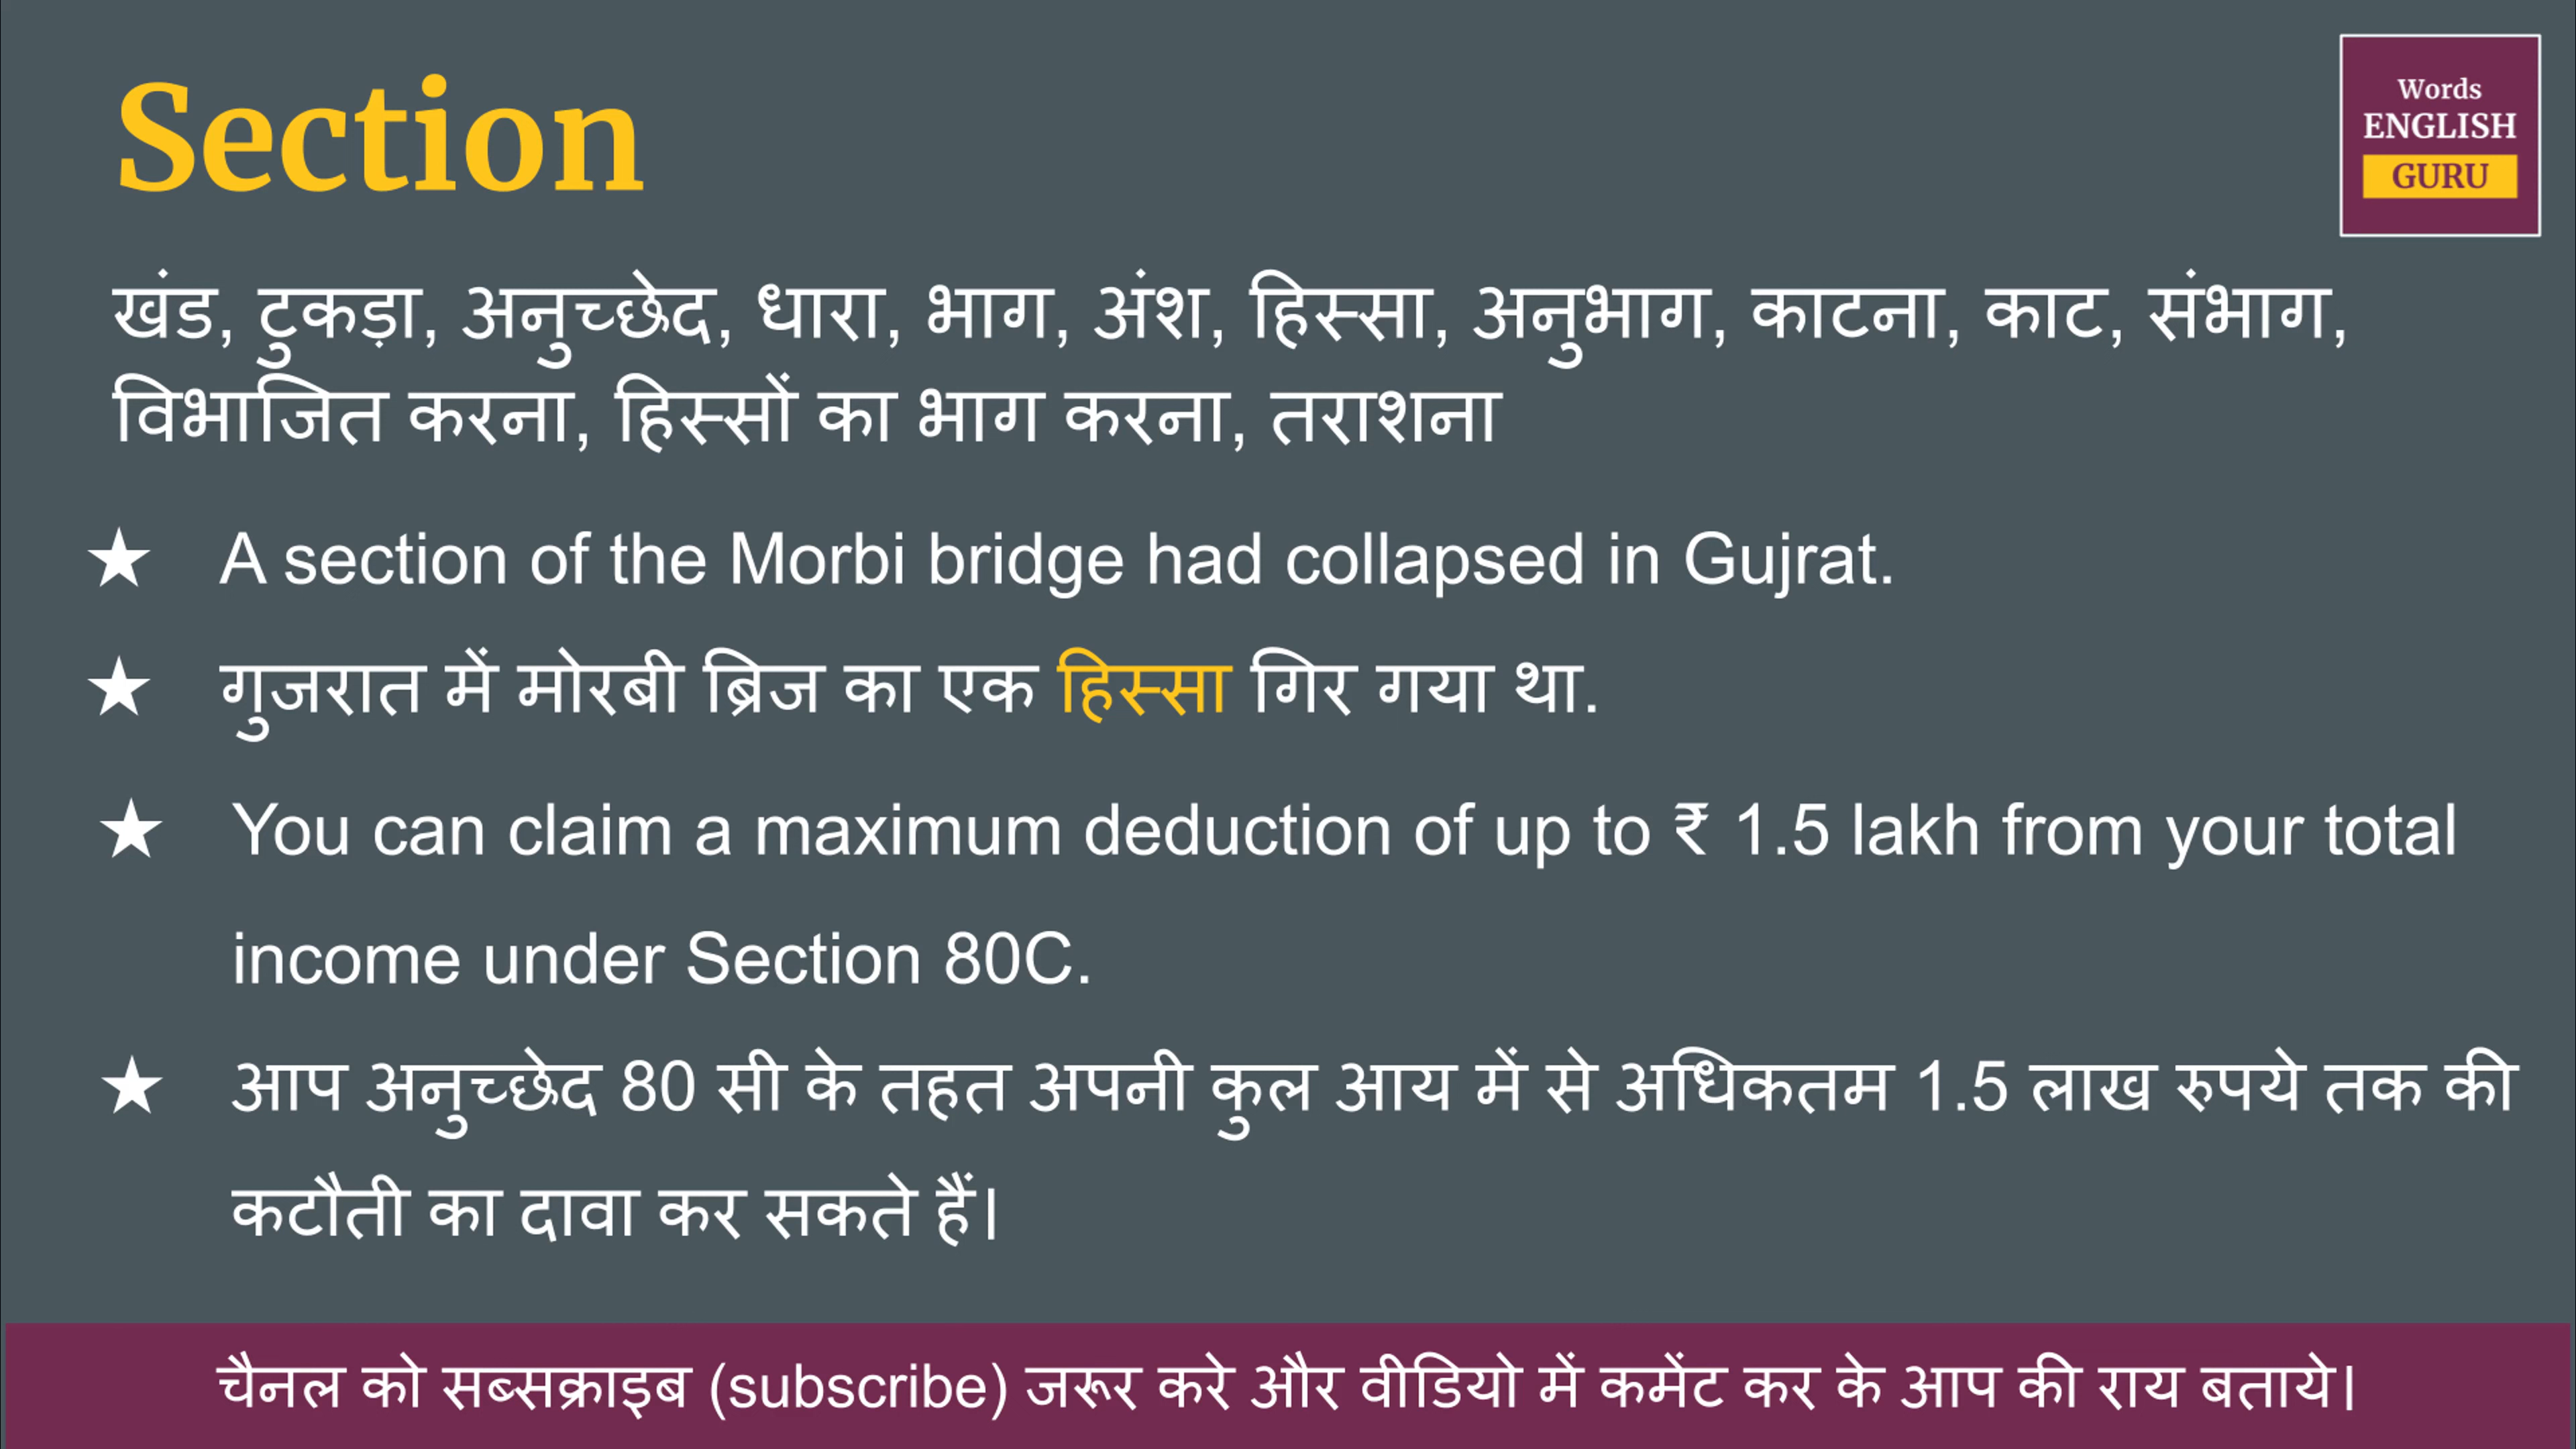 Section
Words
ENGLISH
GURU
खंड, टुकड़ा, अनुच्छेद, धारा, भाग, अंश, हिस्सा, अनुभाग, काटना, काट, संभाग,
विभाजित करना, हिस्सों का भाग करना, तराशना
★ A section of the Morbi bridge had collapsed in Gujrat.
★ गुजरात में मोरबी ब्रिज का एक हिस्सा गिर गया था.
★ You can claim a maximum deduction of up to ₹ 1.5 lakh from your total
income under Section 80C.
★ आप अनुच्छेद 80 सी के तहत अपनी कुल आय में से अधिकतम 1.5 लाख रुपये तक की
कटौती का दावा कर सकते हैं।
चैनल को सब्सक्राइब (subscribe) जरूर करे और वीडियो में कमेंट कर के आप की राय बताये।